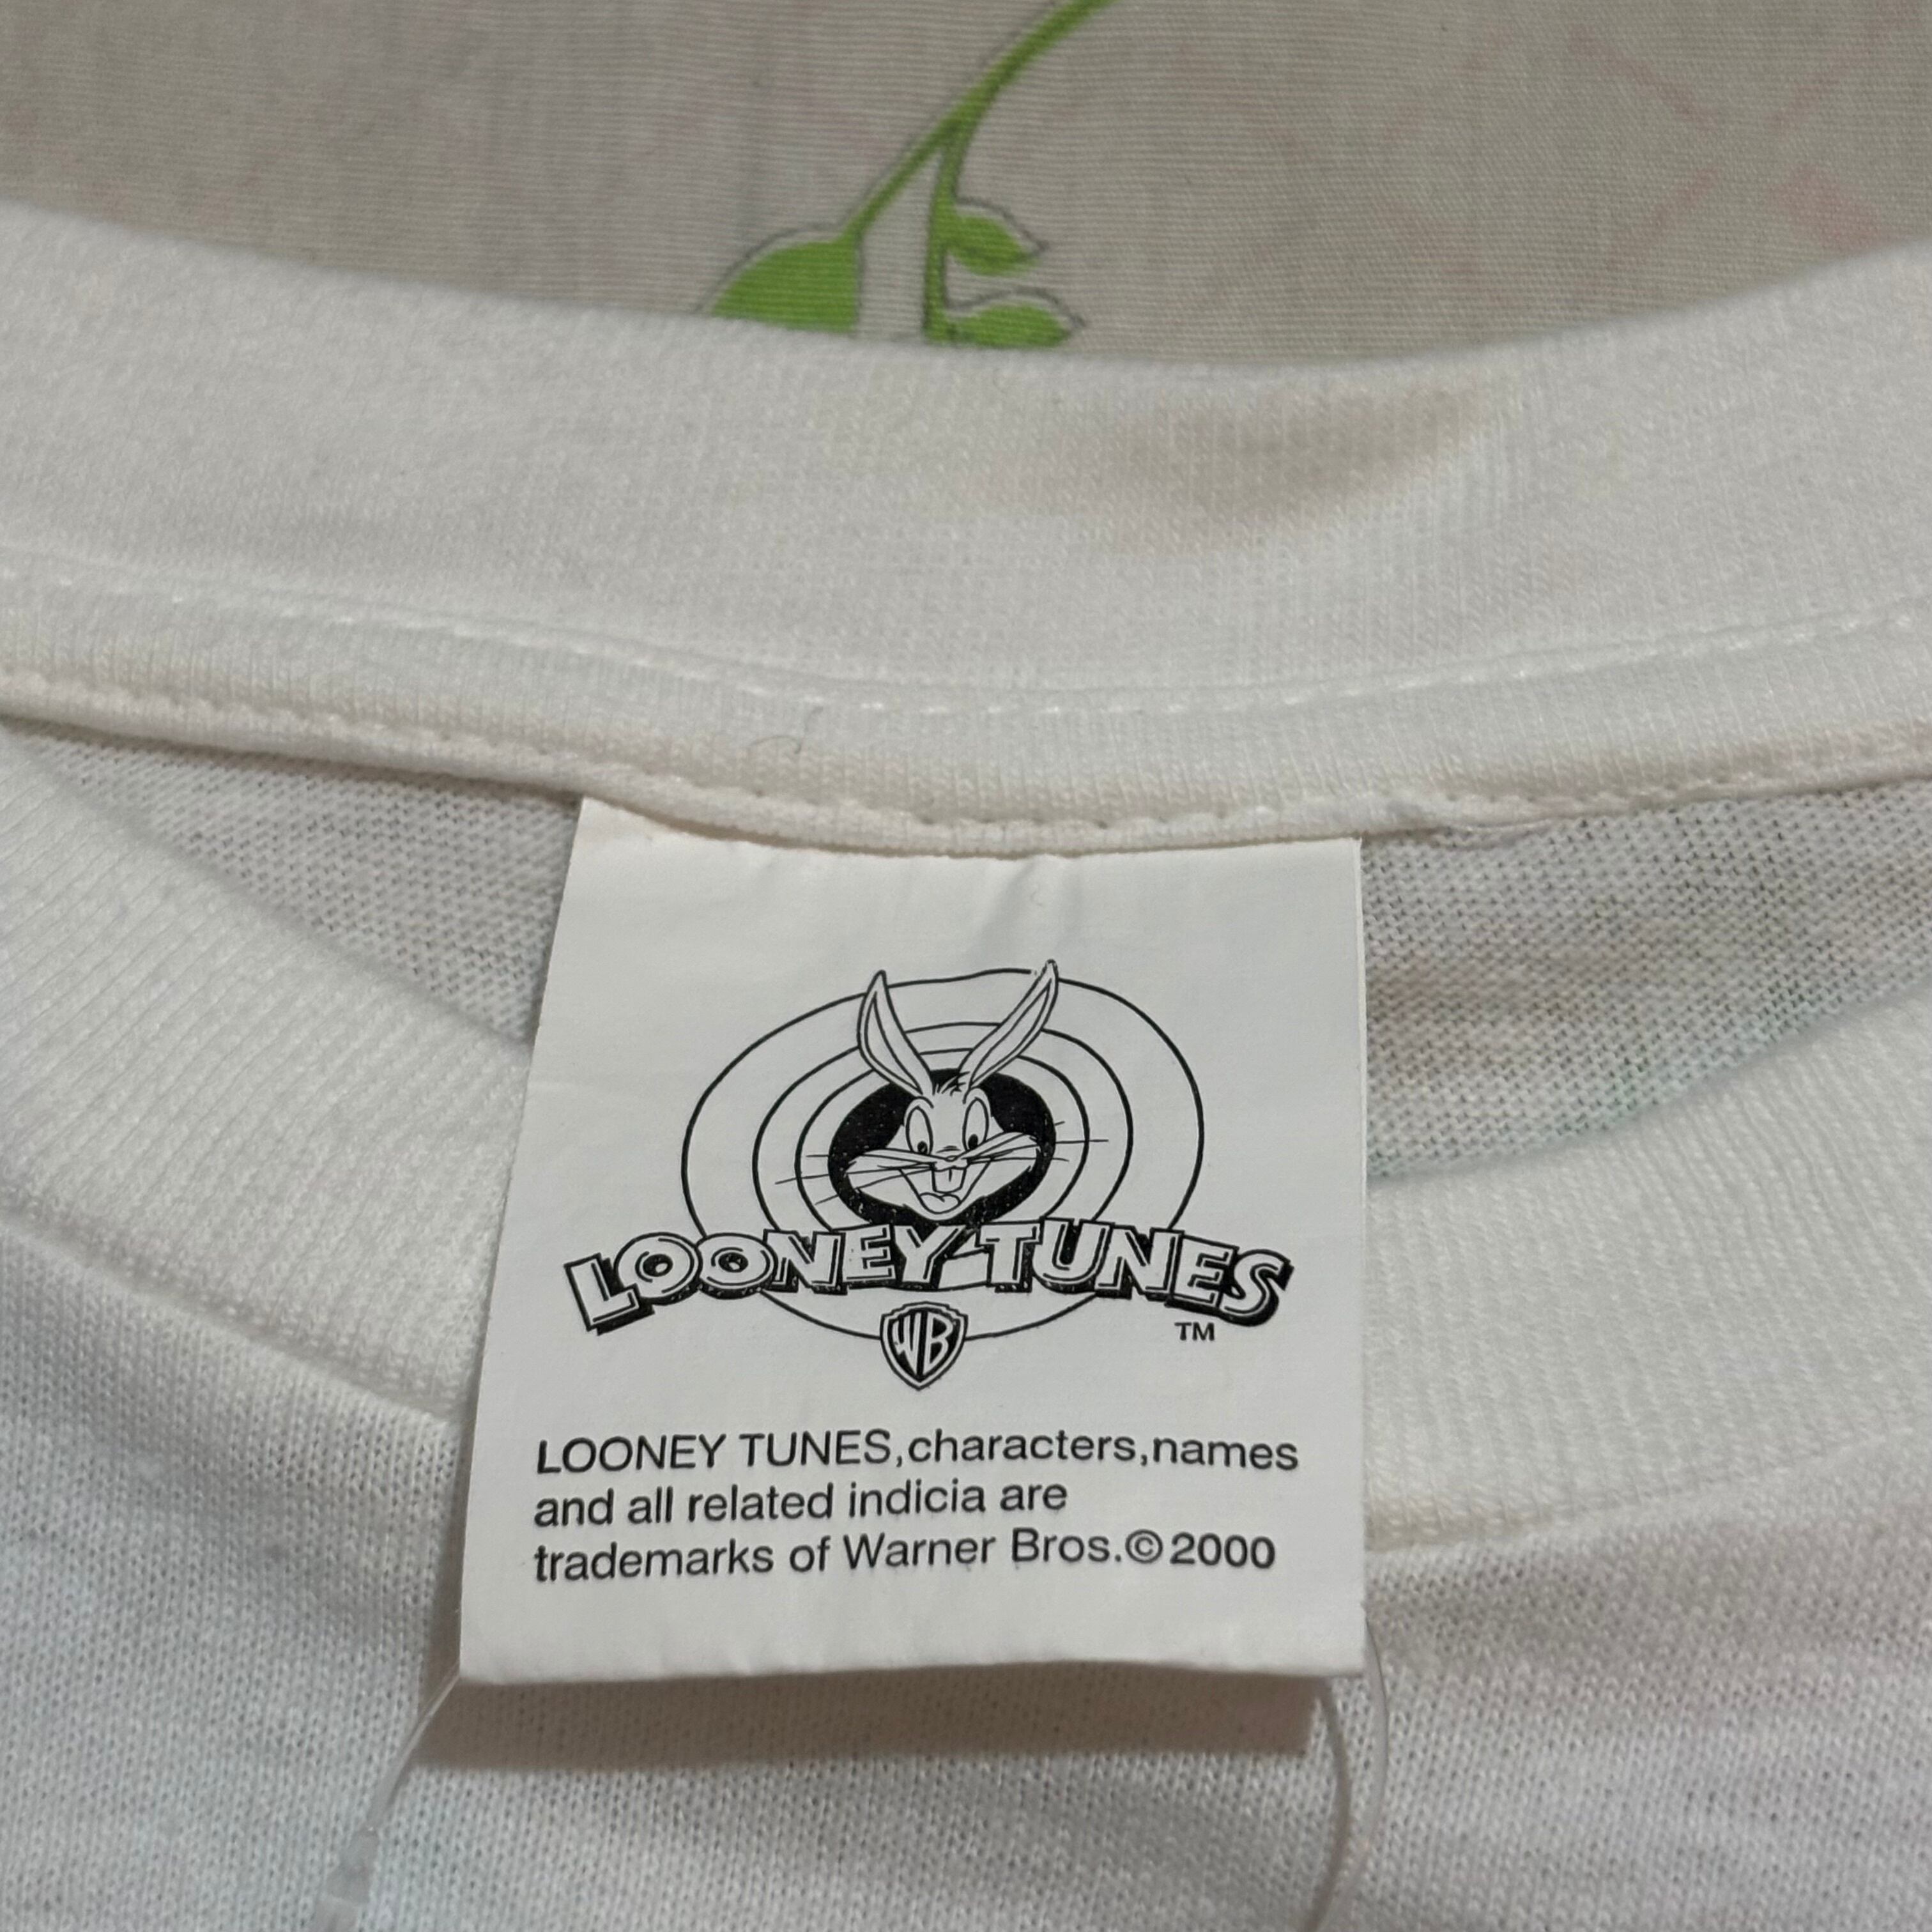 LOONEY TUNES
TM
WB
LOONEY TUNES,characters,names
and all related indicia are
trademarks of Warner Bros.©2000